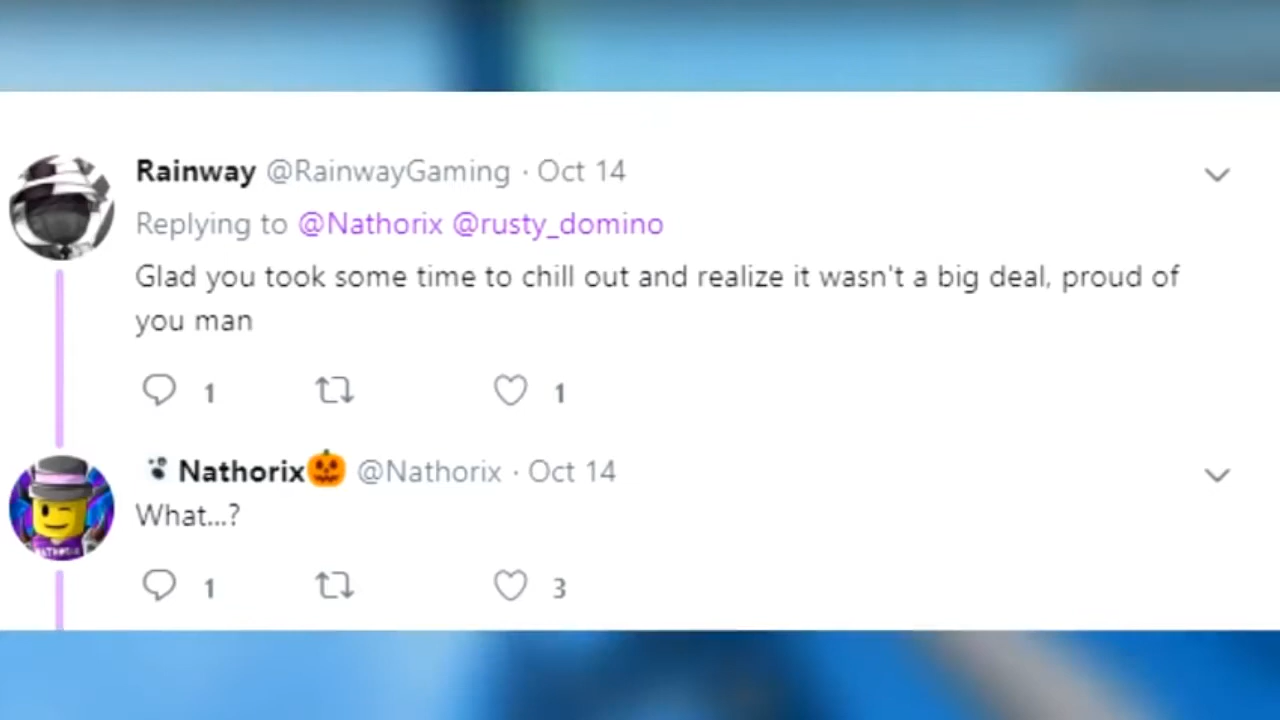 Rainway @RainwayGaming · Oct 14
Replying to @Nathorix @rusty_domino
Glad you took some time to chill out and realize it wasn't a big deal, proud of
you man
1 1
Nathorix🎃 @Nathorix · Oct 14
What...?
1 3